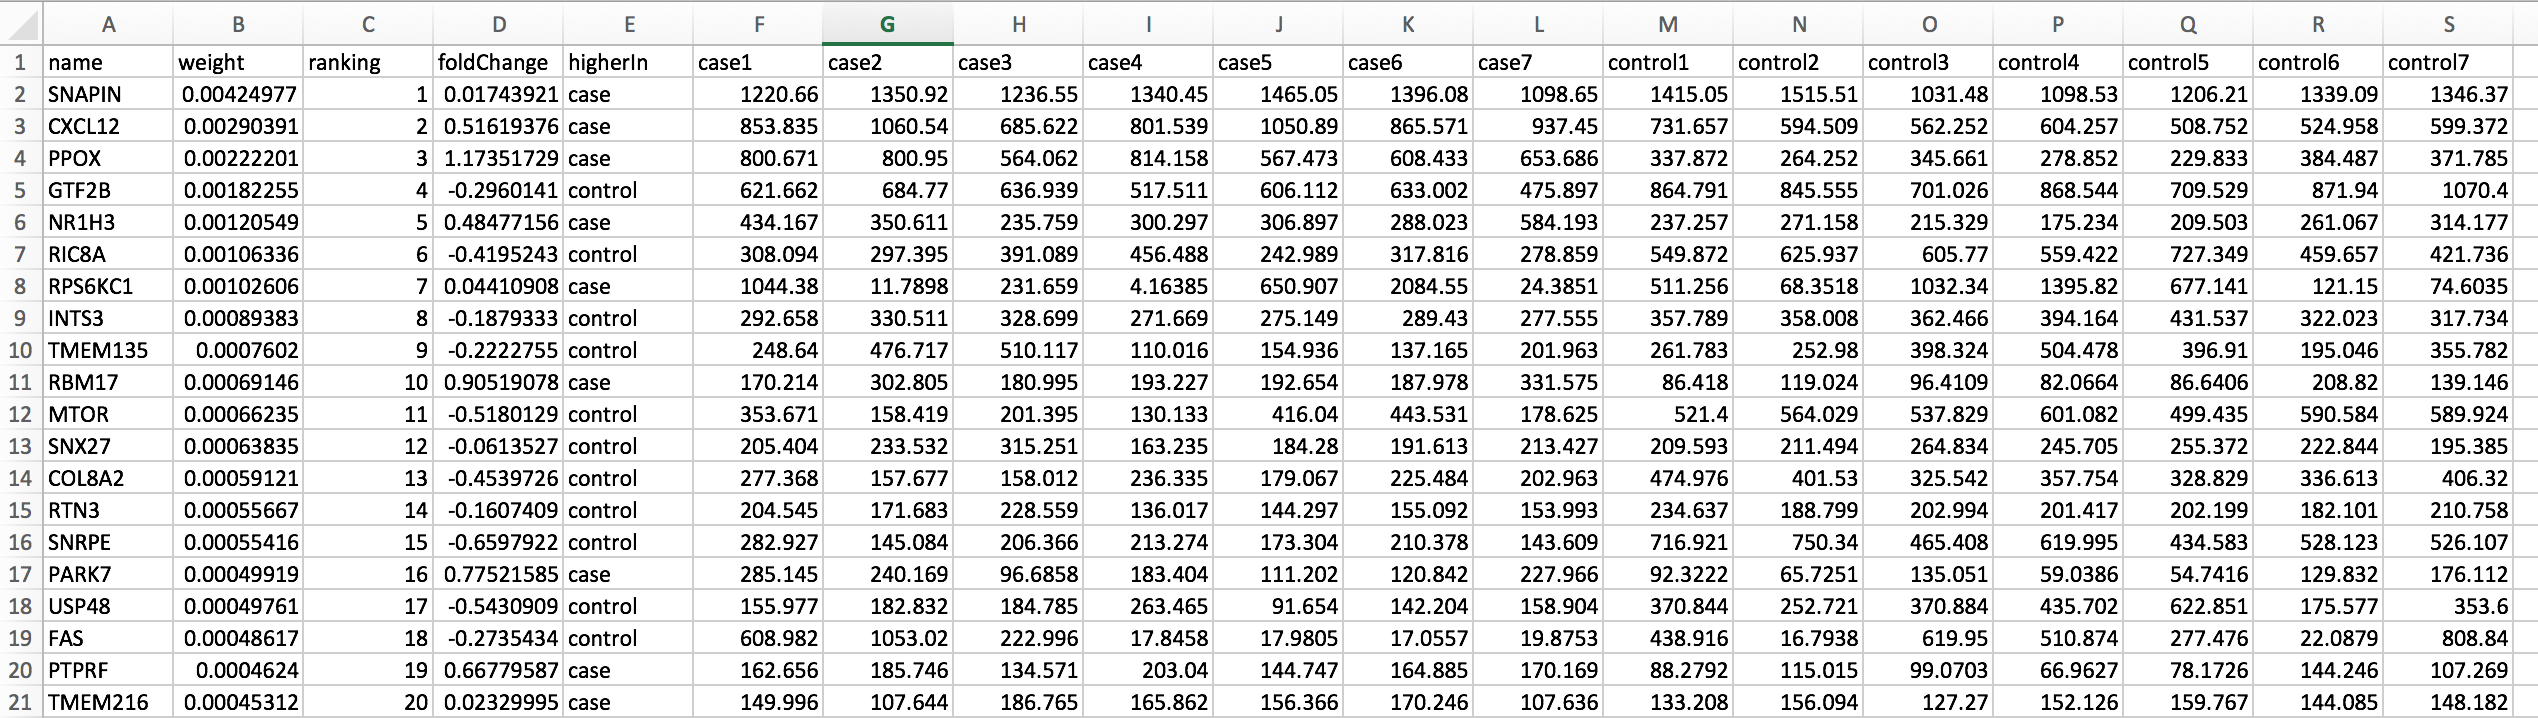 A B C D E F G H I J K L M N O P Q R S
1 name weight ranking foldChange higherIn case1 case2 case3 case4 case5 case6 case7 control1 control2 control3 control4 control5 control6 control7
2 SNAPIN 0.00424977 1 0.01743921 case 1220.66 1350.92 1236.55 1340.45 1465.05 1396.08 1098.65 1415.05 1515.51 1031.48 1098.53 1206.21 1339.09 1346.37
3 CXCL12 0.00290391 2 0.51619376 case 853.835 1060.54 685.622 801.539 1050.89 865.571 937.45 731.657 594.509 562.252 604.257 508.752 524.958 599.372
4 PPOX 0.00222201 3 1.17351729 case 800.671 800.95 564.062 814.158 567.473 608.433 653.686 337.872 264.252 345.661 278.852 229.833 384.487 371.785
5 GTF2B 0.00182255 4 -0.2960141 control 621.662 684.77 636.939 517.511 606.112 633.002 475.897 864.791 845.555 701.026 868.544 709.529 871.94 1070.4
6 NR1H3 0.00120549 5 0.48477156 case 434.167 350.611 235.759 300.297 306.897 288.023 584.193 237.257 271.158 215.329 175.234 209.503 261.067 314.177
7 RIC8A 0.00106336 6 -0.4195243 control 308.094 297.395 391.089 456.488 242.989 317.816 278.859 549.872 625.937 605.77 559.422 727.349 459.657 421.736
8 RPS6KC1 0.00102606 7 0.04410908 case 1044.38 11.7898 231.659 4.16385 650.907 2084.55 24.3851 511.256 68.3518 1032.34 1395.82 677.141 121.15 74.6035
9 INTS3 0.00089383 8 -0.1879333 control 292.658 330.511 328.699 271.669 275.149 289.43 277.555 357.789 358.008 362.466 394.164 431.537 322.023 317.734
10 TMEM135 0.0007602 9 -0.2222755 control 248.64 476.717 510.117 110.016 154.936 137.165 201.963 261.783 252.98 398.324 504.478 396.91 195.046 355.782
11 RBM17 0.00069146 10 0.90519078 case 170.214 302.805 180.995 193.227 192.654 187.978 331.575 86.418 119.024 96.4109 82.0664 86.6406 208.82 139.146
12 MTOR 0.00066235 11 -0.5180129 control 353.671 158.419 201.395 130.133 416.04 443.531 178.625 521.4 564.029 537.829 601.082 499.435 590.584 589.924
13 SNX27 0.00063835 12 -0.0613527 control 205.404 233.532 315.251 163.235 184.28 191.613 213.427 209.593 211.494 264.834 245.705 255.372 222.844 195.385
14 COL8A2 0.00059121 13 -0.4539726 control 277.368 157.677 158.012 236.335 179.067 225.484 202.963 474.976 401.53 325.542 357.754 328.829 336.613 406.32
15 RTN3 0.00055667 14 -0.1607409 control 204.545 171.683 228.559 136.017 144.297 155.092 153.993 234.637 188.799 202.994 201.417 202.199 182.101 210.758
16 SNRPE 0.00055416 15 -0.6597922 control 282.927 145.084 206.366 213.274 173.304 210.378 143.609 716.921 750.34 465.408 619.995 434.583 528.123 526.107
17 PARK7 0.00049919 16 0.77521585 case 285.145 240.169 96.6858 183.404 111.202 120.842 227.966 92.3222 65.7251 135.051 59.0386 54.7416 129.832 176.112
18 USP48 0.00049761 17 -0.5430909 control 155.977 182.832 184.785 263.465 91.654 142.204 158.904 370.844 252.721 370.884 435.702 622.851 175.577 353.6
19 FAS 0.00048617 18 -0.2735434 control 608.982 1053.02 222.996 17.8458 17.9805 17.0557 19.8753 438.916 16.7938 619.95 510.874 277.476 22.0879 808.84
20 PTPRF 0.0004624 19 0.66779587 case 162.656 185.746 134.571 203.04 144.747 164.885 170.169 88.2792 115.015 99.0703 66.9627 78.1726 144.246 107.269
21 TMEM216 0.00045312 20 0.02329995 case 149.996 107.644 186.765 165.862 156.366 170.246 107.636 133.208 156.094 127.27 152.126 159.767 144.085 148.182